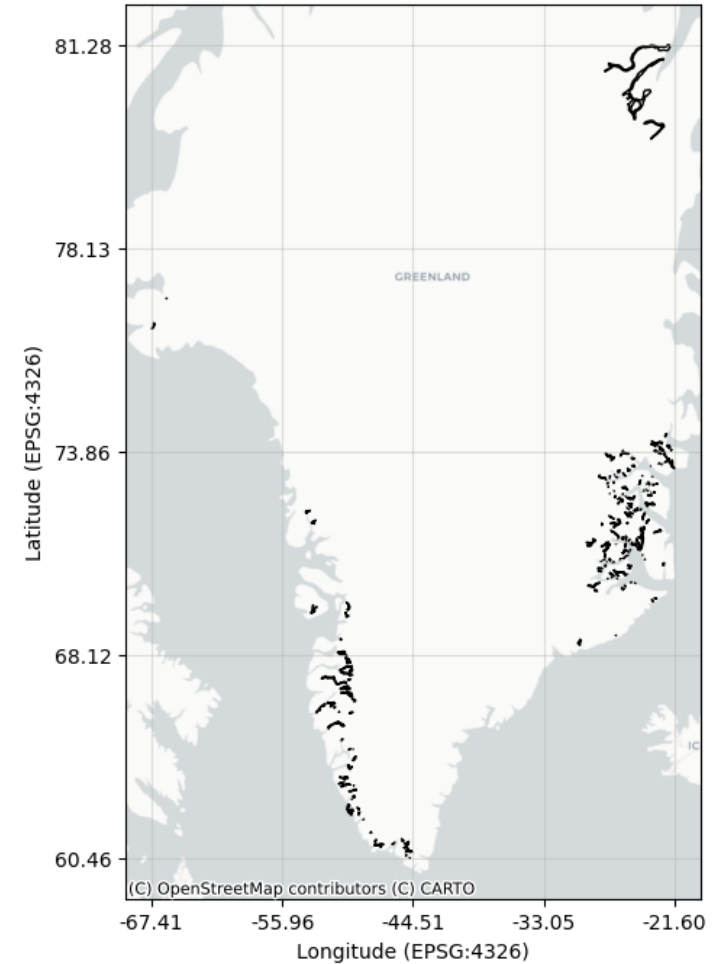 81.28
78.13
GREENLAND
73.86
Latitude (EPSG:4326)
68.12
IC
60.46
(C) OpenStreetMap contributors (C) CARTO
-67.41 -55.96 -44.51 -33.05 -21.60
Longitude (EPSG:4326)